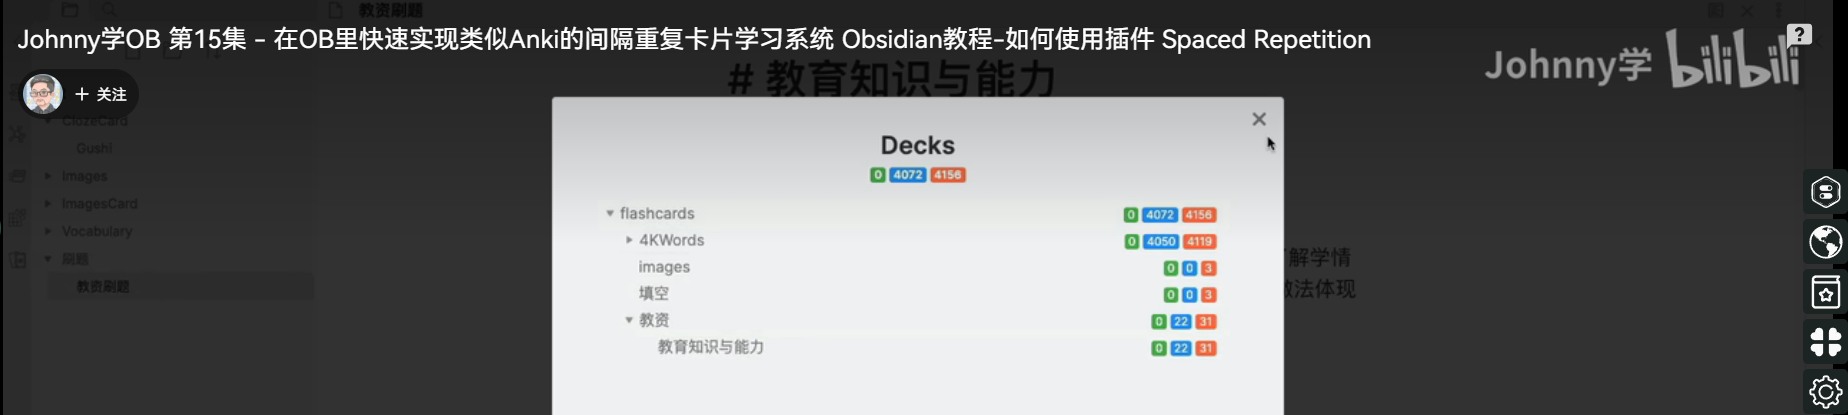 教资刷题
Johnny学OB 第15集 - 在OB里快速实现类似Anki的间隔重复卡片学习系统 Obsidian教程-如何使用插件 Spaced Repetition
?
Johnny学 bilibili
# 教育知识与能力
+ 关注
ClozeCard
Gushi
Images
ImagesCard
Vocabulary
刷题
教资刷题
Decks
0 4072 4156
flashcards 0 4072 4156
4KWords 0 4050 4119
images 0 0 3
填空 0 0 3
教资 0 22 31
教育知识与能力 0 22 31
解学情
法体现